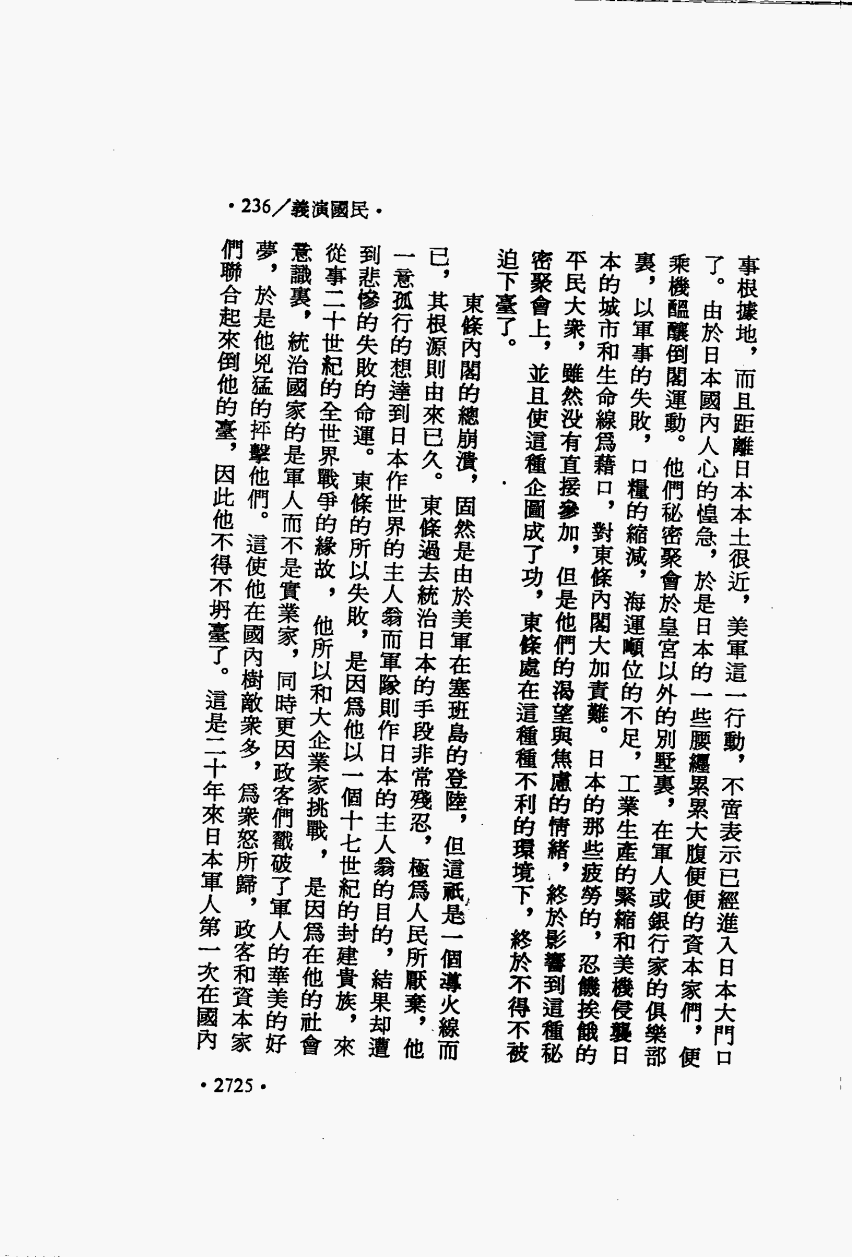 •236/義演國民•
事根據地，而且距離日本本土很近，美軍這一行動，不啻表示已經進入日本大門口
了。由於日本國內人心的惶急，於是日本的一些腰纏累累大腹便便的資本家們，便
乘機醞釀倒閣運動。他們秘密聚會於皇宮以外的別墅裏，在軍人或銀行家的俱樂部
裏，以軍事的失敗，口糧的縮減，海運噸位的不足，工業生產的緊縮和美機侵襲日
本的城市和生命線爲藉口，對東條內閣大加責難。日本的那些疲勞的，忍饑挨餓的
平民大衆，雖然没有直接參加，但是他們的渴望與焦慮的情緒，終於影響到這種秘
密聚會上，並且使這種企圖成了功，東條處在這種種不利的環境下，終於不得不被
迫下臺了。
東條內閣的總崩潰，固然是由於美軍在塞班島的登陸，但這祇是一個導火線而
已，其根源則由來已久。東條過去統治日本的手段非常殘忍，極爲人民所厭棄，他
一意孤行的想達到日本作世界的主人翁而軍隊則作日本的主人翁的目的，結果却遭
到悲慘的失敗的命運。東條的所以失敗，是因爲他以一個十七世紀的封建貴族，來
從事二十世紀的全世界戰爭的緣故，他所以和大企業家挑戰，是因爲在他的社會
意識裏，統治國家的是軍人而不是實業家，同時更因政客們戳破了軍人的華美的好
夢，於是他兇猛的抨擊他們。這使他在國內樹敵衆多，爲衆怒所歸，政客和資本家
們聯合起來倒他的臺，因此他不得不坍臺了。這是二十年來日本軍人第一次在國內
•2725•